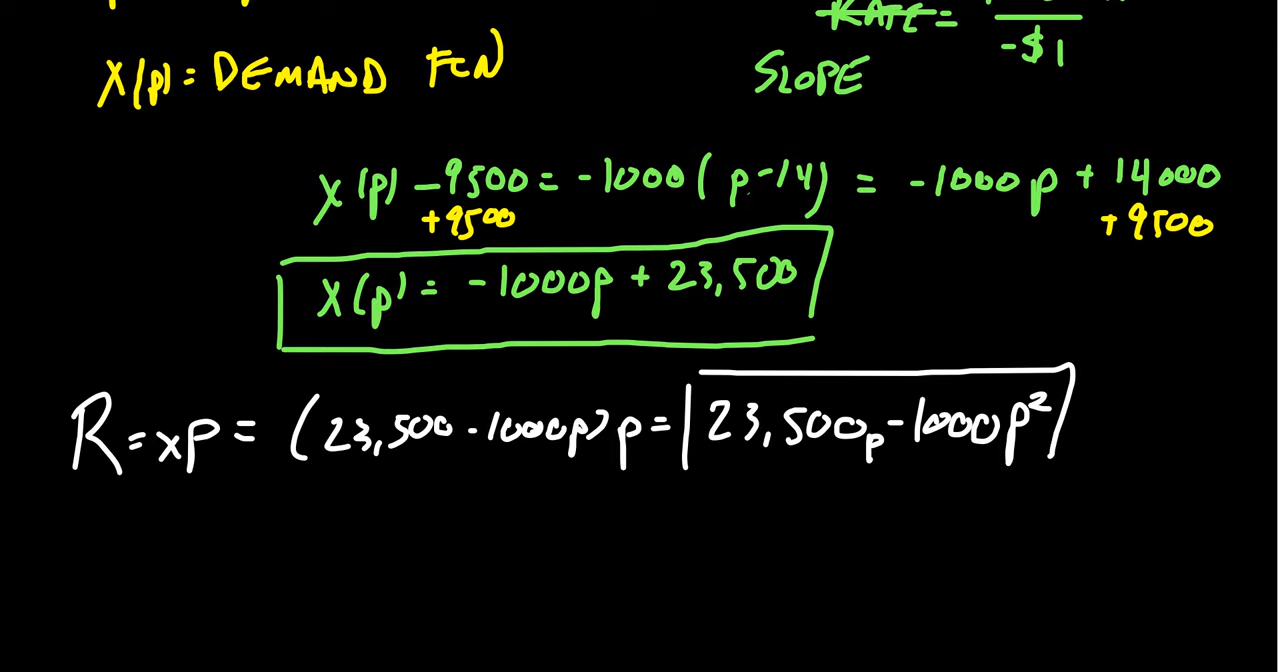 RATE =
-$1
X(p) = DEMAND FCN
SLOPE
X(p) - 9500 = -1000(p-14) = -1000p + 14000
+9500 +9500
X(p) = -1000p + 23,500
R = xp = (23,500 - 1000p)p = 23,500p - 1000p²